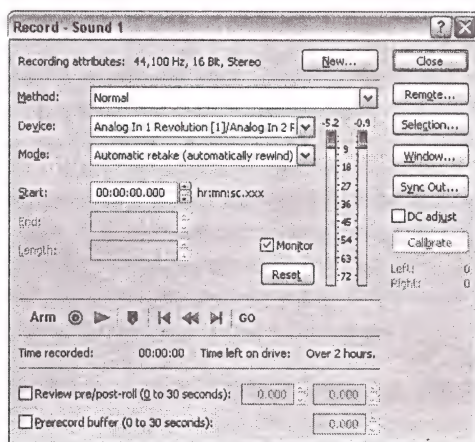 Record - Sound 1
Recording attributes: 44,100 Hz, 16 Bit, Stereo New... Close
Method: Normal Remote...
Device: Analog In 1 Revolution [1]/Analog In 2 F -5.2 -0.9 Selection...
Mode: Automatic retake (automatically rewind) Window...
Start: 00:00:00.000 hr:mn:sc.xxx Sync Out...
End:
Length:
Monitor
Reset
9
18
27
36
45
54
63
72
DC adjust
Calibrate
Left: 0
Right: 0
Arm GO
Time recorded: 00:00:00 Time left on drive: Over 2 hours.
Review pre/post-roll (0 to 30 seconds): 0.000 0.000
Prerecord buffer (0 to 30 seconds): 0.000